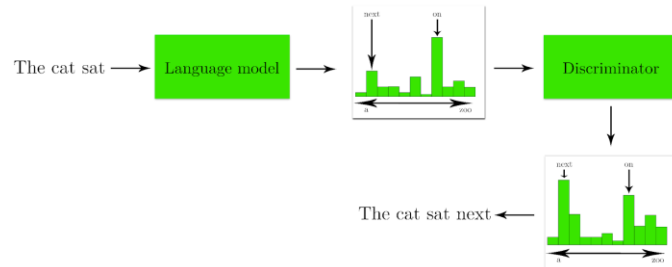 next
on
The cat sat
Language model
Discriminator
a
zoo
next
on
The cat sat next
a
zoo